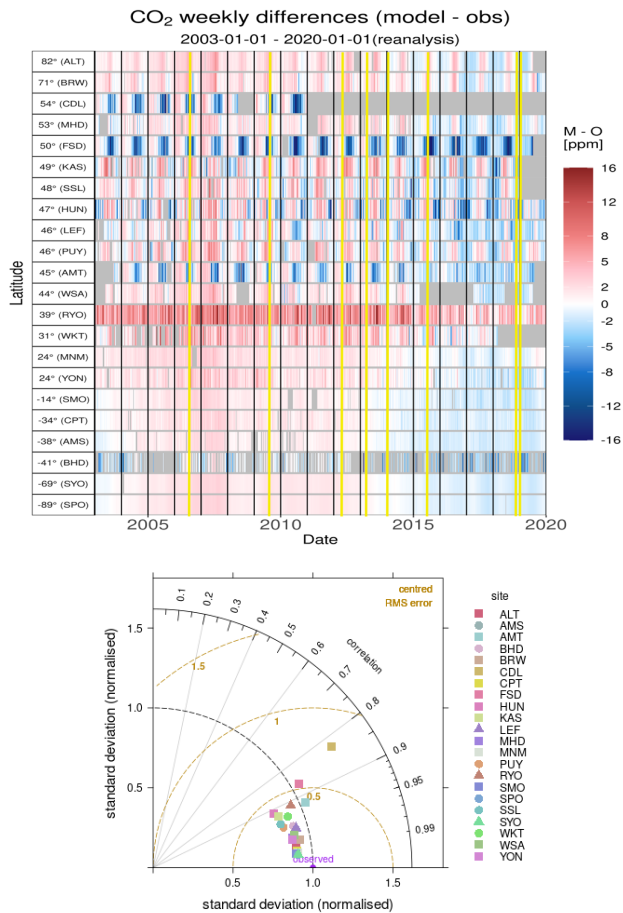 CO2 weekly differences (model - obs)
2003-01-01 - 2020-01-01(reanalysis)
82° (ALT)
71° (BRW)
54° (CDL)
53° (MHD)
50° (FSD)
49° (KAS)
48° (SSL)
47° (HUN)
46° (LEF)
46° (PUY)
45° (AMT)
44° (WSA)
39° (RYO)
31° (WKT)
24° (MNM)
24° (YON)
-14° (SMO)
-34° (CPT)
-38° (AMS)
-41° (BHD)
-69° (SYO)
-89° (SPO)
Latitude
2005 2010 2015 2020
Date
M - O
[ppm]
16
12
8
5
2
0
-2
-5
-8
-12
-16
centred
RMS error
0.1 0.2 0.3 0.4 0.5 0.6 0.7 0.8 0.9 0.95 0.99
correlation
1.5
1
0.5
observed
1.5
1.0
0.5
standard deviation (normalised)
0.5 1.0 1.5
standard deviation (normalised)
site
ALT
AMS
AMT
BHD
BRW
CDL
CPT
FSD
HUN
KAS
LEF
MHD
MNM
PUY
RYO
SMO
SPO
SSL
SYO
WKT
WSA
YON